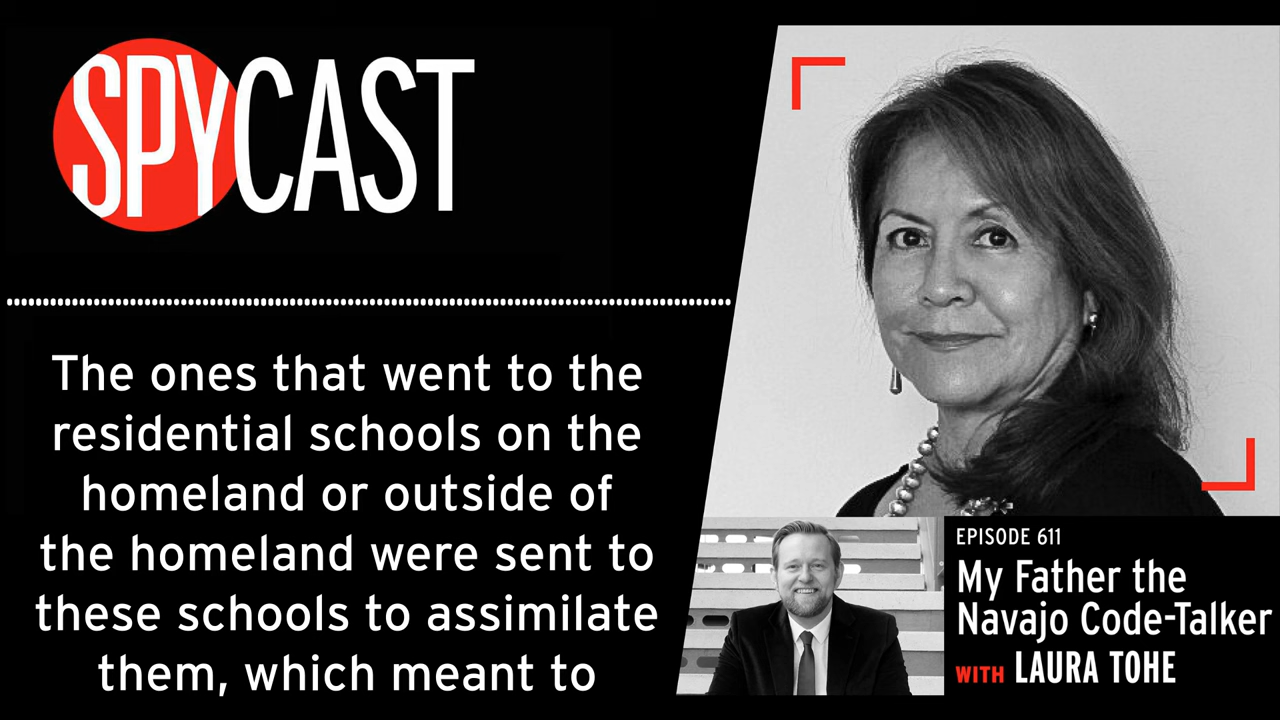 SPYCAST
The ones that went to the
residential schools on the
homeland or outside of
the homeland were sent to
these schools to assimilate
them, which meant to
EPISODE 611
My Father the
Navajo Code-Talker
WITH LAURA TOHE